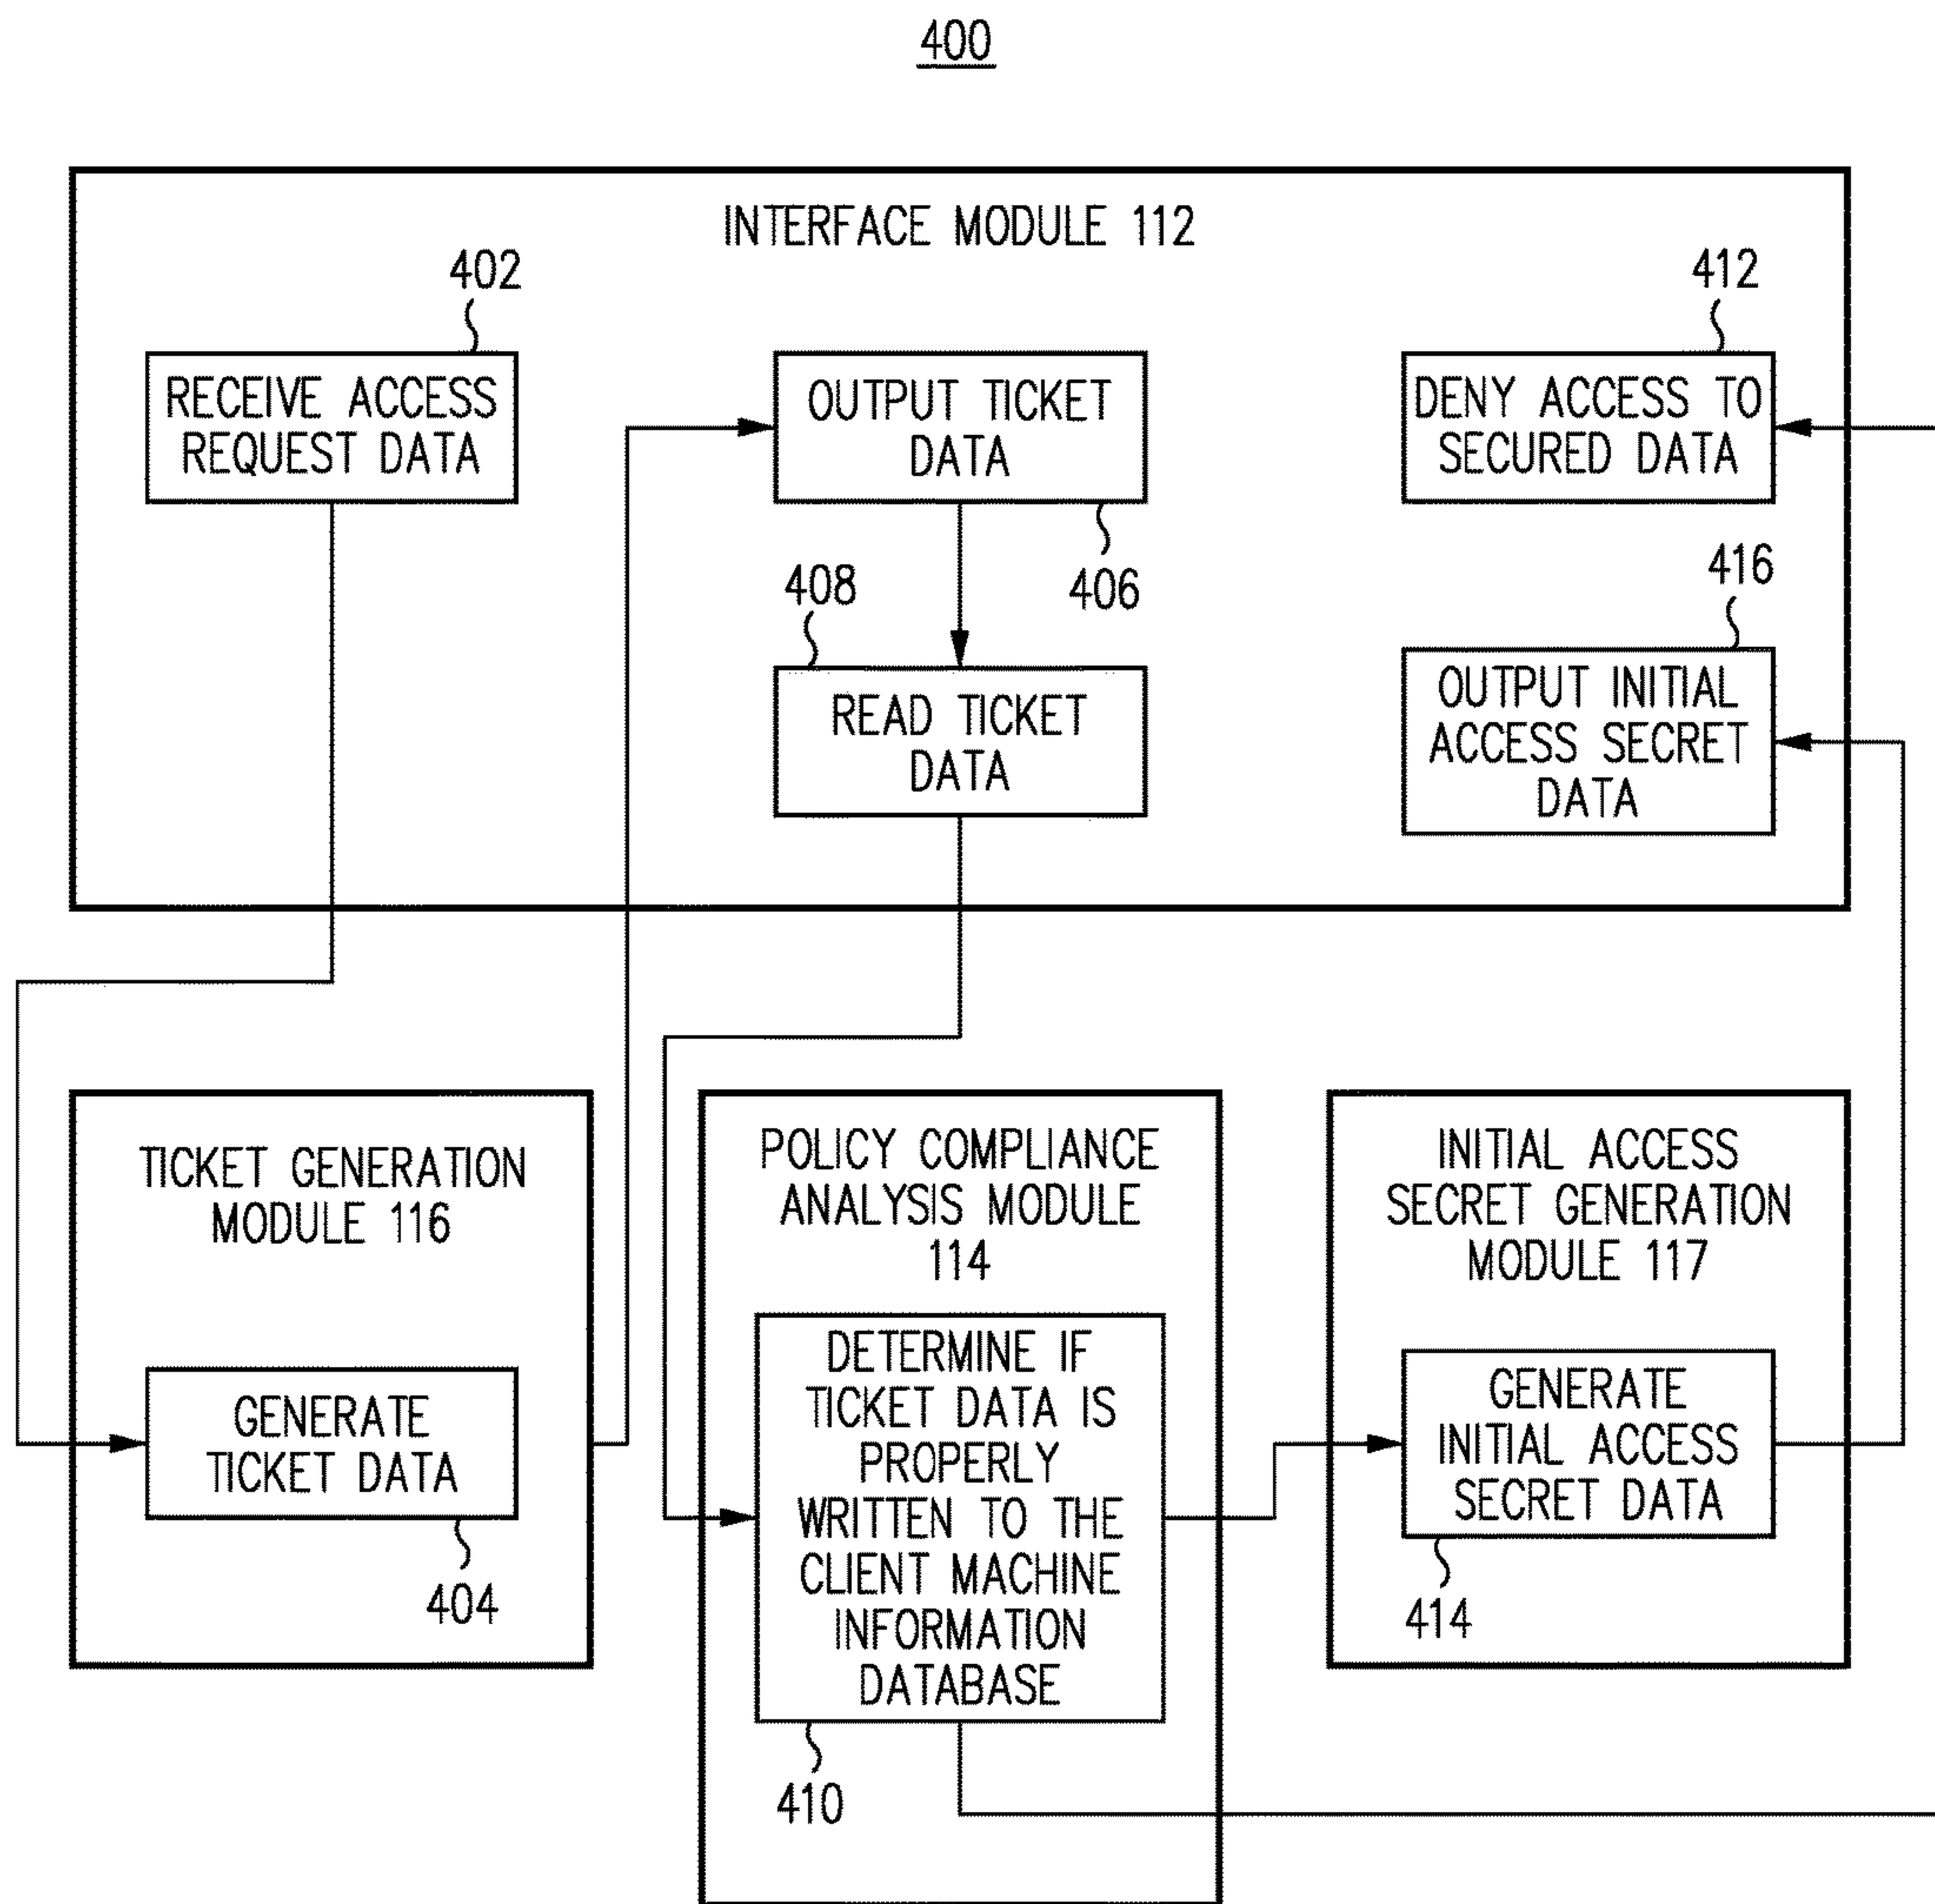 400
INTERFACE MODULE 112
402
RECEIVE ACCESS
REQUEST DATA
OUTPUT TICKET
DATA
406
408
READ TICKET
DATA
412
DENY ACCESS TO
SECURED DATA
416
OUTPUT INITIAL
ACCESS SECRET
DATA
TICKET GENERATION
MODULE 116
GENERATE
TICKET DATA
404
POLICY COMPLIANCE
ANALYSIS MODULE
114
DETERMINE IF
TICKET DATA IS
PROPERLY
WRITTEN TO THE
CLIENT MACHINE
INFORMATION
DATABASE
410
INITIAL ACCESS
SECRET GENERATION
MODULE 117
GENERATE
INITIAL ACCESS
SECRET DATA
414